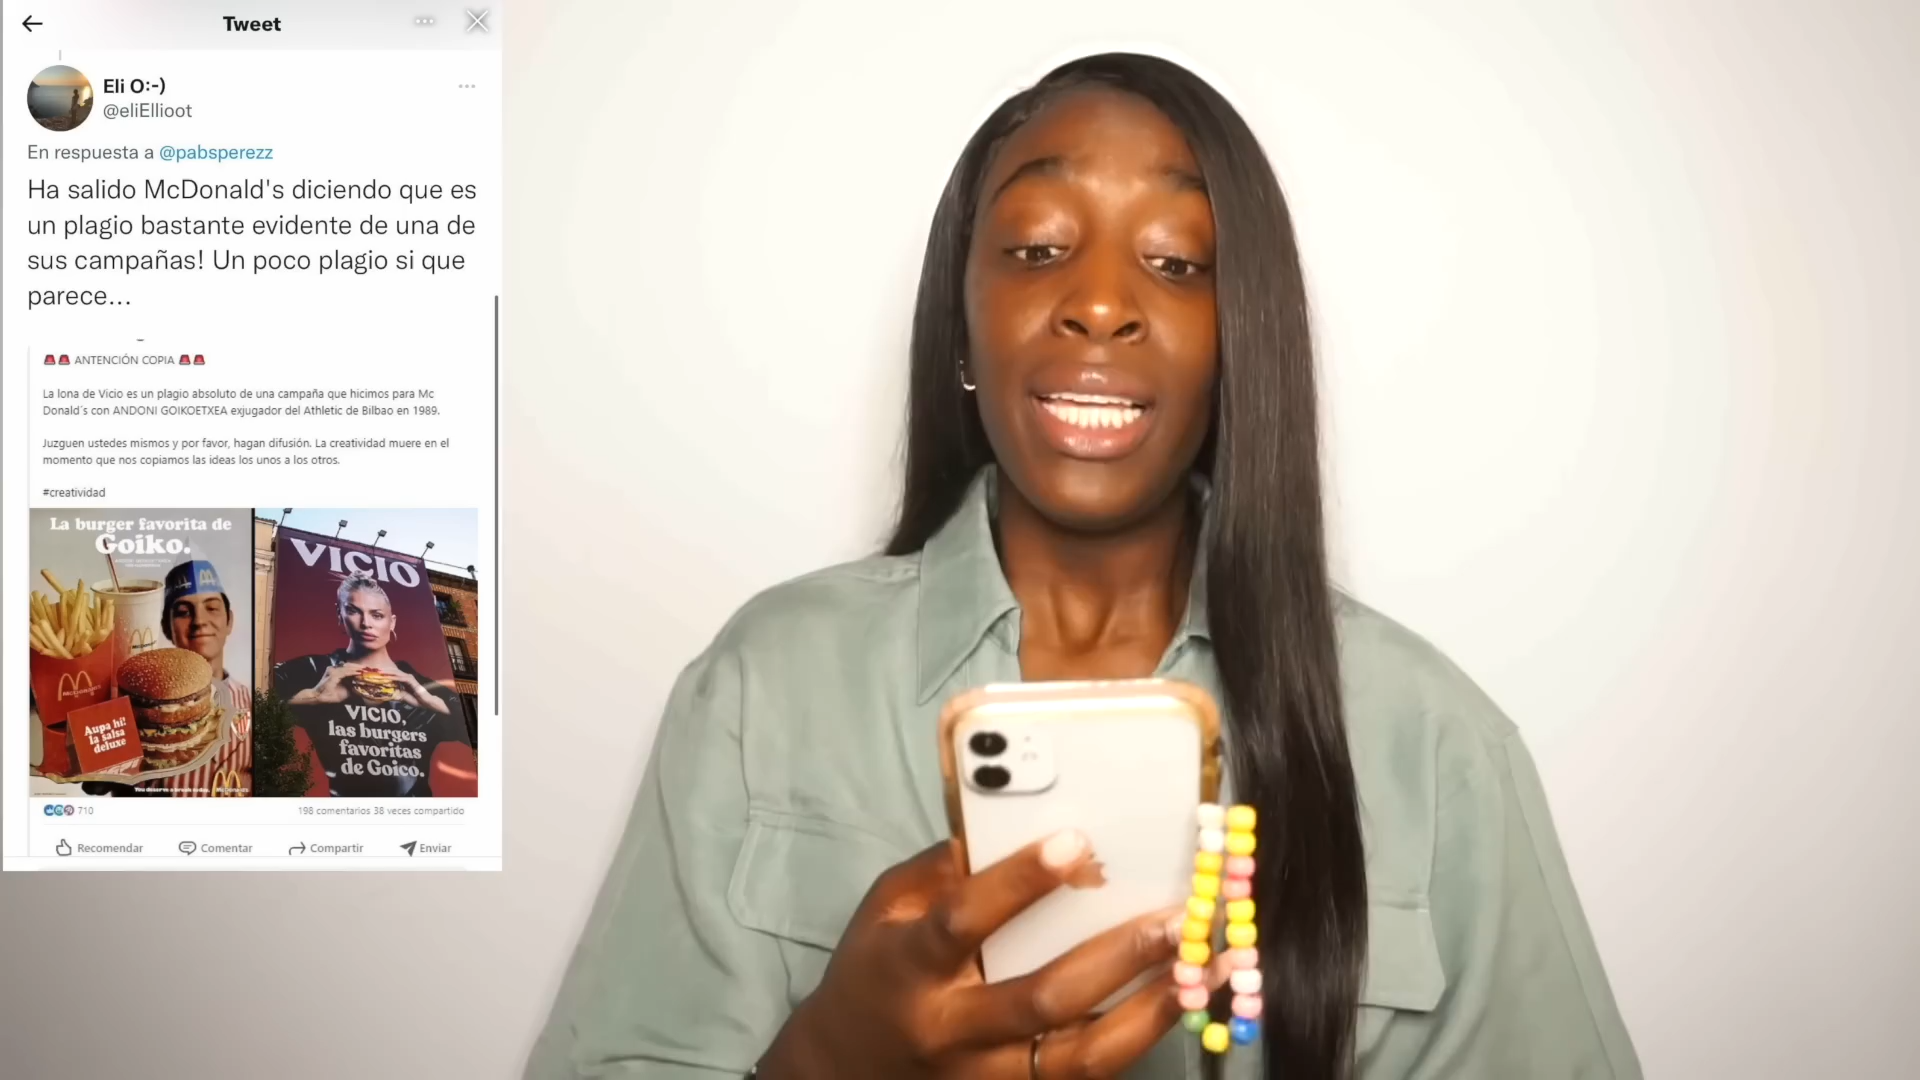 Tweet
Eli O:-)
@eliEllioot
En respuesta a @pabsperezz
Ha salido McDonald's diciendo que es
un plagio bastante evidente de una de
sus campañas! Un poco plagio si que
parece...
ANTENCIÓN COPIA
La lona de Vicio es un plagio absoluto de una campaña que hicimos para Mc
Donald´s con ANDONI GOIKOETXEA exjugador del Athletic de Bilbao en 1989.
Juzguen ustedes mismos y por favor, hagan difusión. La creatividad muere en el
momento que nos copiamos las ideas los unos a los otros.
#creatividad
La burger favorita de
Goiko.
Aupa hi!
la salsa
deluxe
You deserve a break today.
VICIO
VICIO,
las burgers
favoritas
de Goico.
710
198 comentarios 38 veces compartido
Recomendar
Comentar
Compartir
Enviar